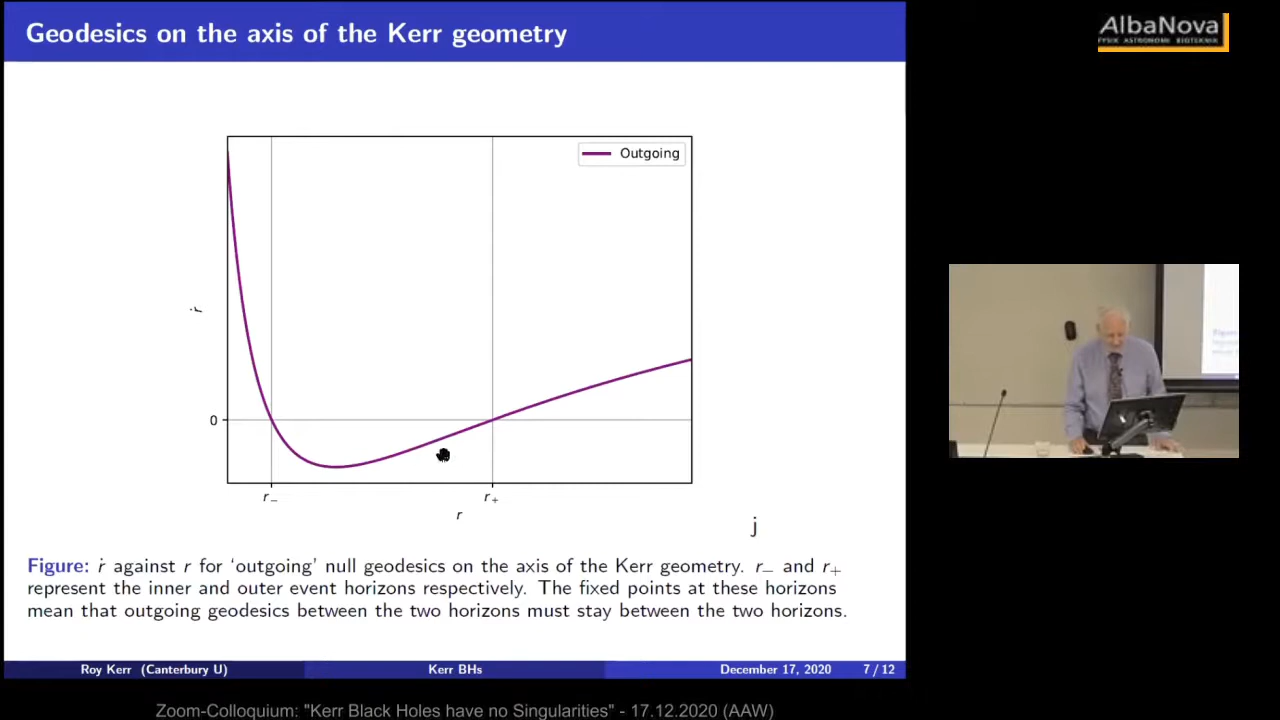 Geodesics on the axis of the Kerr geometry
AlbaNova
FYSIK ASTRONOMI BIOTEKNIK
Outgoing
ṙ
0
r₋
r₊
r
j
Figure: ṙ against r for ‘outgoing’ null geodesics on the axis of the Kerr geometry. r₋ and r₊
represent the inner and outer event horizons respectively. The fixed points at these horizons
mean that outgoing geodesics between the two horizons must stay between the two horizons.
Roy Kerr (Canterbury U)
Kerr BHs
December 17, 2020
7 / 12
Zoom-Colloquium: "Kerr Black Holes have no Singularities" - 17.12.2020 (AAW)